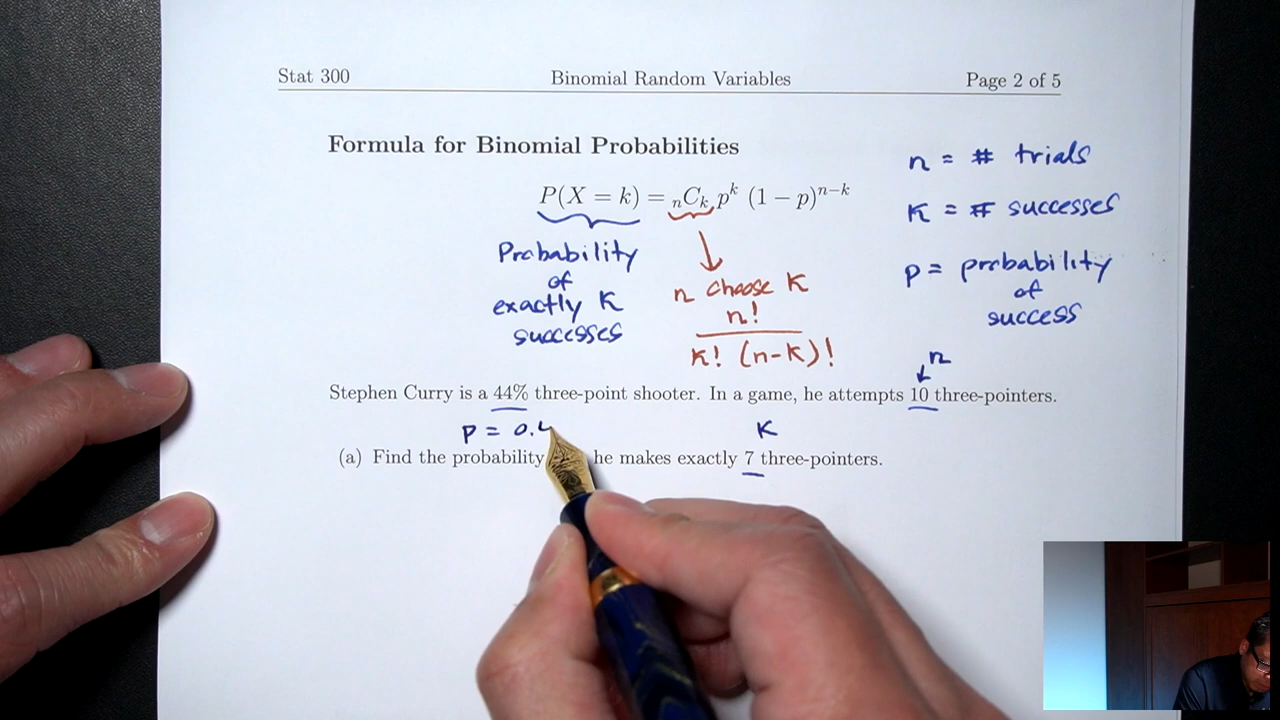 Stat 300 Binomial Random Variables Page 2 of 5
Formula for Binomial Probabilities
P(X = k) = nCk p^k (1 − p)^n−k
n = # trials
K = # successes
p = probability
of
success
Probability
of
exactly K
successes
n choose K
n!
K! (n-K)!
n
Stephen Curry is a 44% three-point shooter. In a game, he attempts 10 three-pointers.
P = 0.4
K
(a) Find the probability he makes exactly 7 three-pointers.